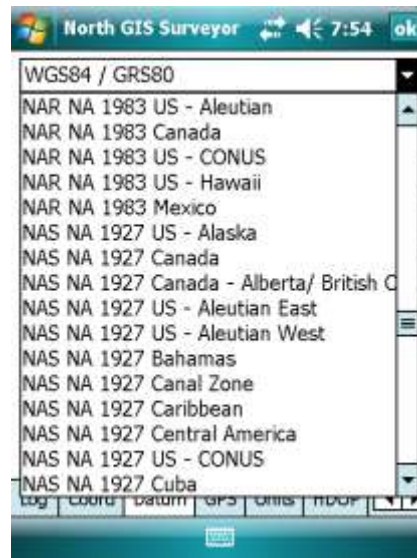 North GIS Surveyor 7:54 ok
WGS84 / GRS80
NAR NA 1983 US - Aleutian
NAR NA 1983 Canada
NAR NA 1983 US - CONUS
NAR NA 1983 US - Hawaii
NAR NA 1983 Mexico
NAS NA 1927 US - Alaska
NAS NA 1927 Canada
NAS NA 1927 Canada - Alberta/ British C
NAS NA 1927 US - Aleutian East
NAS NA 1927 US - Aleutian West
NAS NA 1927 Bahamas
NAS NA 1927 Canal Zone
NAS NA 1927 Caribbean
NAS NA 1927 Central America
NAS NA 1927 US - CONUS
NAS NA 1927 Cuba
Log Coord Datum GPS Units HDOP